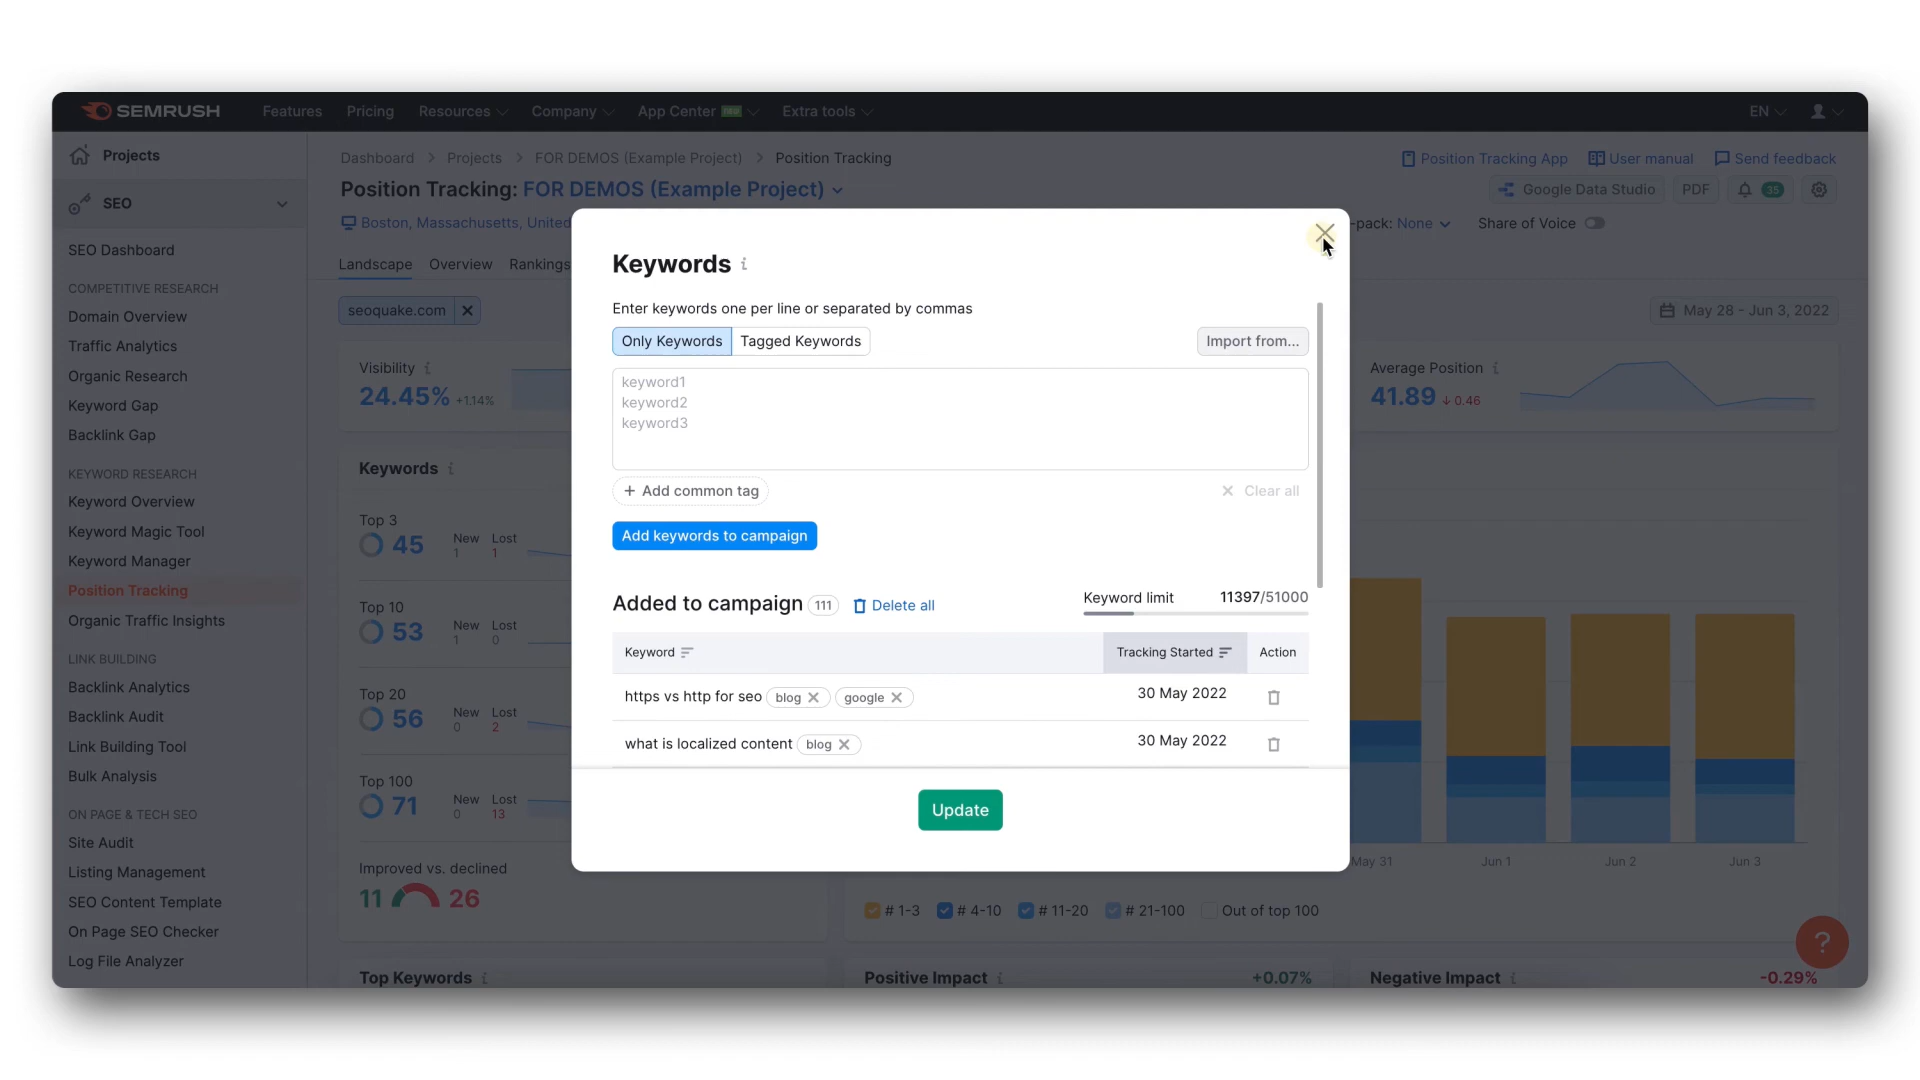 SEMRUSH Features Pricing Resources Company App Center NEW Extra tools EN
Projects
Dashboard > Projects > FOR DEMOS (Example Project) > Position Tracking
Position Tracking App User manual Send feedback
SEO
Position Tracking: FOR DEMOS (Example Project)
Google Data Studio PDF 35
Boston, Massachusetts, United
-pack: None Share of Voice
SEO Dashboard
Landscape Overview Rankings
COMPETITIVE RESEARCH
Domain Overview
Traffic Analytics
Organic Research
Keyword Gap
Backlink Gap
KEYWORD RESEARCH
Keyword Overview
Keyword Magic Tool
Keyword Manager
Position Tracking
Organic Traffic Insights
LINK BUILDING
Backlink Analytics
Backlink Audit
Link Building Tool
Bulk Analysis
ON PAGE & TECH SEO
Site Audit
Listing Management
SEO Content Template
On Page SEO Checker
Log File Analyzer
seoquake.com
May 28 - Jun 3, 2022
Visibility
24.45% +1.14%
Average Position
41.89 ↓ 0.46
Keywords
Top 3
45 New 1 Lost 1
Top 10
53 New 1 Lost 0
Top 20
56 New 0 Lost 2
Top 100
71 New 0 Lost 13
Improved vs. declined
11 26
Keywords
Enter keywords one per line or separated by commas
Only Keywords Tagged Keywords Import from...
keyword1
keyword2
keyword3
+ Add common tag Clear all
Add keywords to campaign
Added to campaign 111 Delete all
Keyword limit 11397/51000
Keyword Tracking Started Action
https vs http for seo blog google 30 May 2022
what is localized content blog 30 May 2022
Update
May 31 Jun 1 Jun 2 Jun 3
# 1-3 # 4-10 # 11-20 # 21-100 Out of top 100
?
Top Keywords
Positive Impact +0.07%
Negative Impact -0.29%